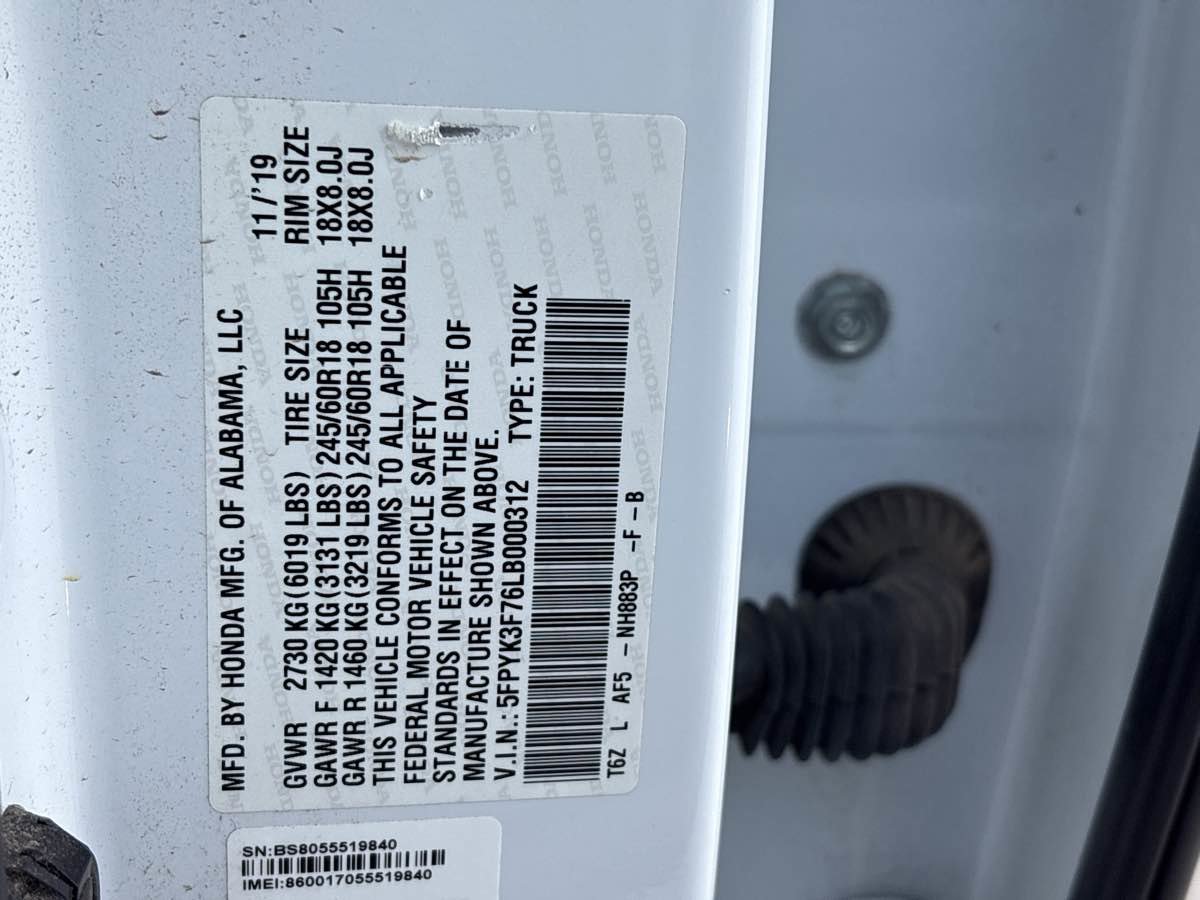 MFD. BY HONDA MFG. OF ALABAMA, LLC 11/'19
GVWR 2730 KG(6019 LBS) TIRE SIZE RIM SIZE
GAWR F 1420 KG(3131 LBS) 245/60R18 105H 18X8.0J
GAWR R 1460 KG(3219 LBS) 245/60R18 105H 18X8.0J
THIS VEHICLE CONFORMS TO ALL APPLICABLE
FEDERAL MOTOR VEHICLE SAFETY
STANDARDS IN EFFECT ON THE DATE OF
MANUFACTURE SHOWN ABOVE.
V.I.N.:5FPYK3F76LB000312 TYPE: TRUCK
T6Z L AF5 -NH883P -F -B
SN:BS8055519840
IMEI:860017055519840